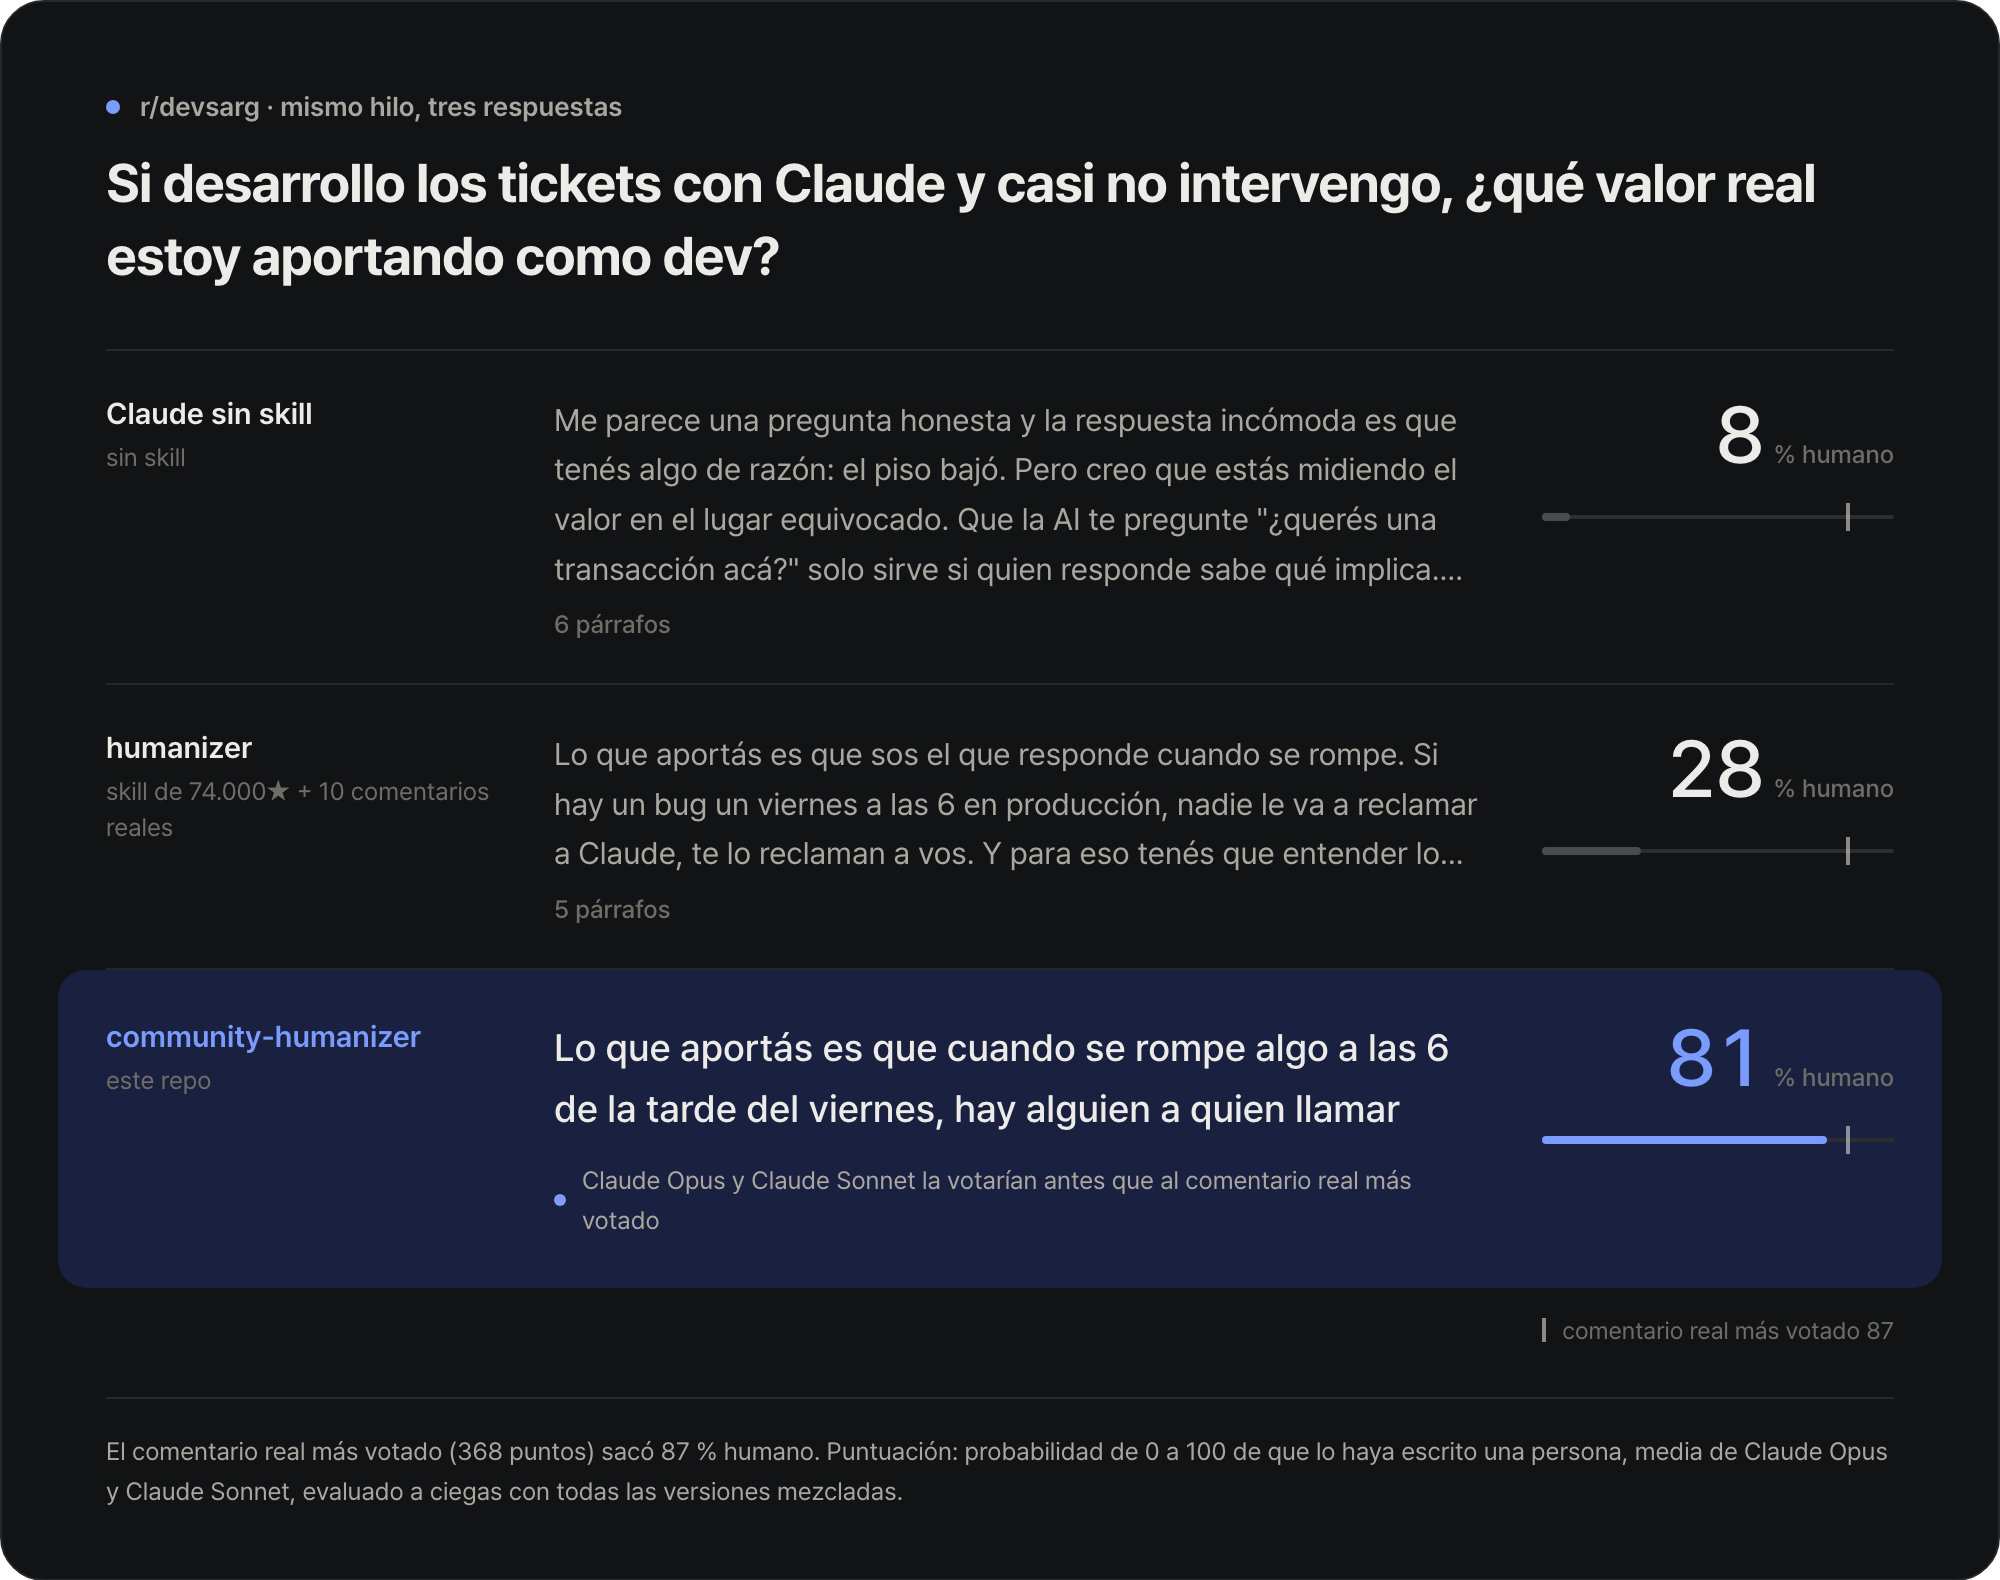 r/devsarg · mismo hilo, tres respuestas
Si desarrollo los tickets con Claude y casi no intervengo, ¿qué valor real
estoy aportando como dev?
Claude sin skill
sin skill
Me parece una pregunta honesta y la respuesta incómoda es que
tenés algo de razón: el piso bajó. Pero creo que estás midiendo el
valor en el lugar equivocado. Que la AI te pregunte "¿querés una
transacción acá?" solo sirve si quien responde sabe qué implica....
6 párrafos
8 % humano
humanizer
skill de 74.000★ + 10 comentarios
reales
Lo que aportás es que sos el que responde cuando se rompe. Si
hay un bug un viernes a las 6 en producción, nadie le va a reclamar
a Claude, te lo reclaman a vos. Y para eso tenés que entender lo...
5 párrafos
28 % humano
community-humanizer
este repo
Lo que aportás es que cuando se rompe algo a las 6
de la tarde del viernes, hay alguien a quien llamar
Claude Opus y Claude Sonnet la votarían antes que al comentario real más
votado
81 % humano
comentario real más votado 87
El comentario real más votado (368 puntos) sacó 87 % humano. Puntuación: probabilidad de 0 a 100 de que lo haya escrito una persona, media de Claude Opus
y Claude Sonnet, evaluado a ciegas con todas las versiones mezcladas.